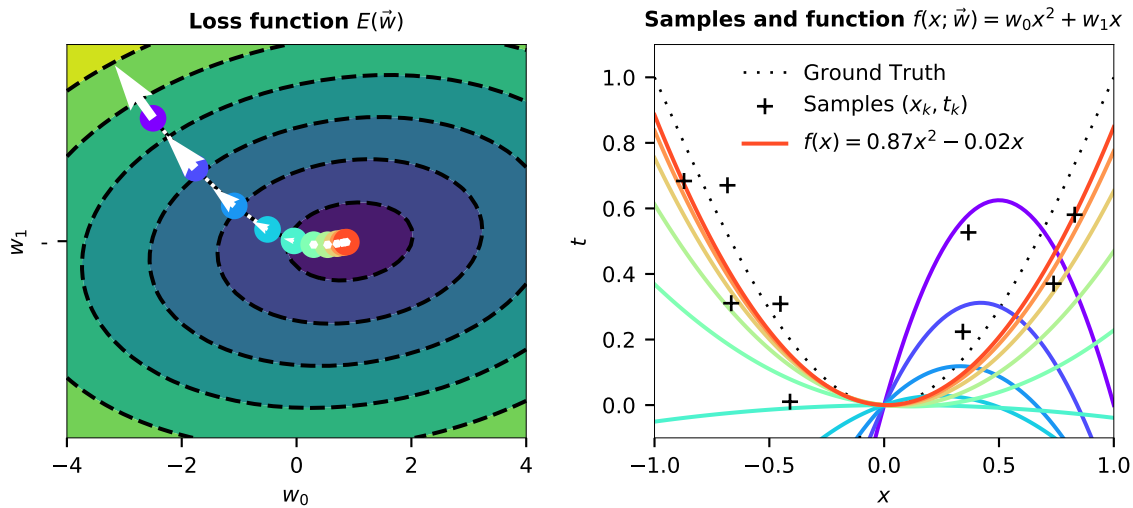 Loss function E(w⃗)
w₁
-
−4
−2
0
2
4
w₀
Samples and function f(x; w⃗) = w₀x² + w₁x
Ground Truth
Samples (xₖ, tₖ)
f(x) = 0.87x² − 0.02x
t
1.0
0.8
0.6
0.4
0.2
0.0
−1.0
−0.5
0.0
0.5
1.0
x